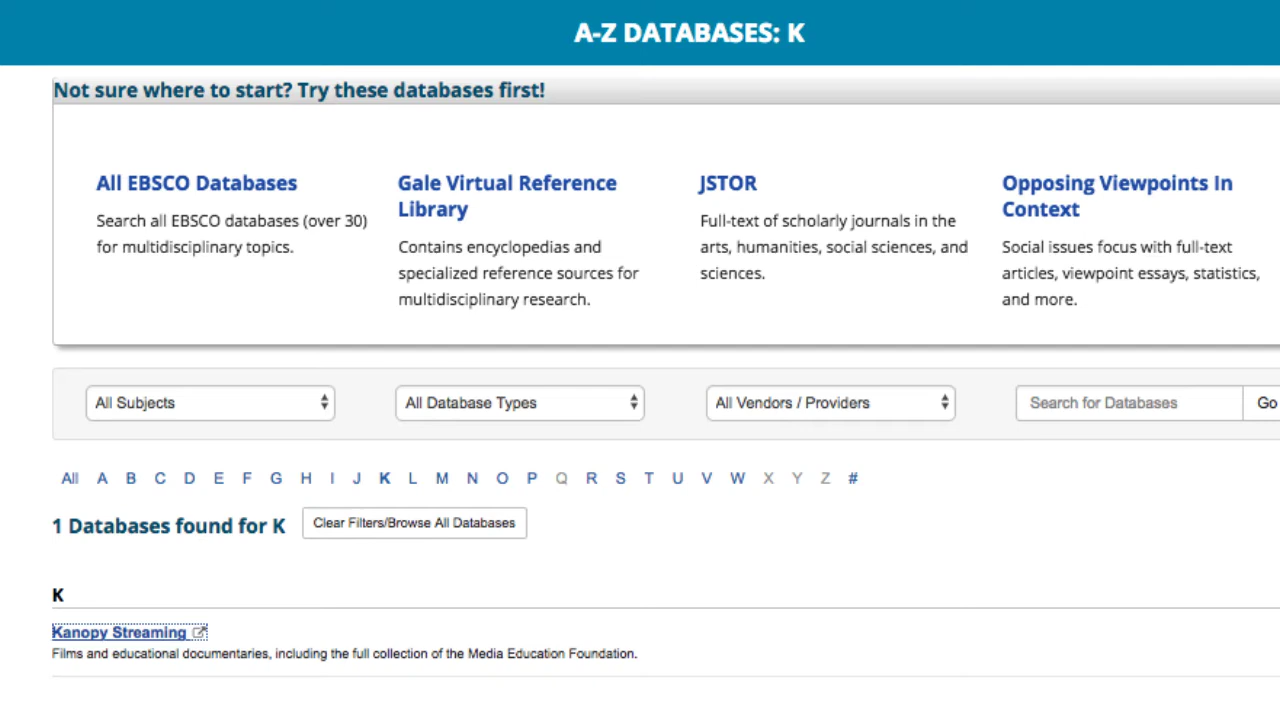 A-Z DATABASES: K
Not sure where to start? Try these databases first!
All EBSCO Databases
Search all EBSCO databases (over 30)
for multidisciplinary topics.
Gale Virtual Reference
Library
Contains encyclopedias and
specialized reference sources for
multidisciplinary research.
JSTOR
Full-text of scholarly journals in the
arts, humanities, social sciences, and
sciences.
Opposing Viewpoints In
Context
Social issues focus with full-text
articles, viewpoint essays, statistics,
and more.
All Subjects
All Database Types
All Vendors / Providers
Search for Databases
Go
All A B C D E F G H I J K L M N O P Q R S T U V W X Y Z #
1 Databases found for K
Clear Filters/Browse All Databases
K
Kanopy Streaming
Films and educational documentaries, including the full collection of the Media Education Foundation.